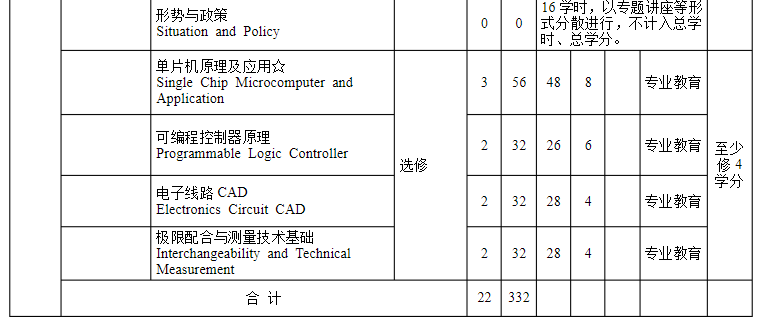 形势与政策
Situation and Policy
0
0
16 学时，以专题讲座等形
式分散进行，不计入总学
时、总学分。
单片机原理及应用☆
Single Chip Microcomputer and
Application
3
56
48
8
专业教育
可编程控制器原理
Programmable Logic Controller
2
32
26
6
专业教育
选修
至少
修 4
学分
电子线路 CAD
Electronics Circuit CAD
2
32
28
4
专业教育
极限配合与测量技术基础
Interchangeability and Technical
Measurement
2
32
28
4
专业教育
合 计
22
332